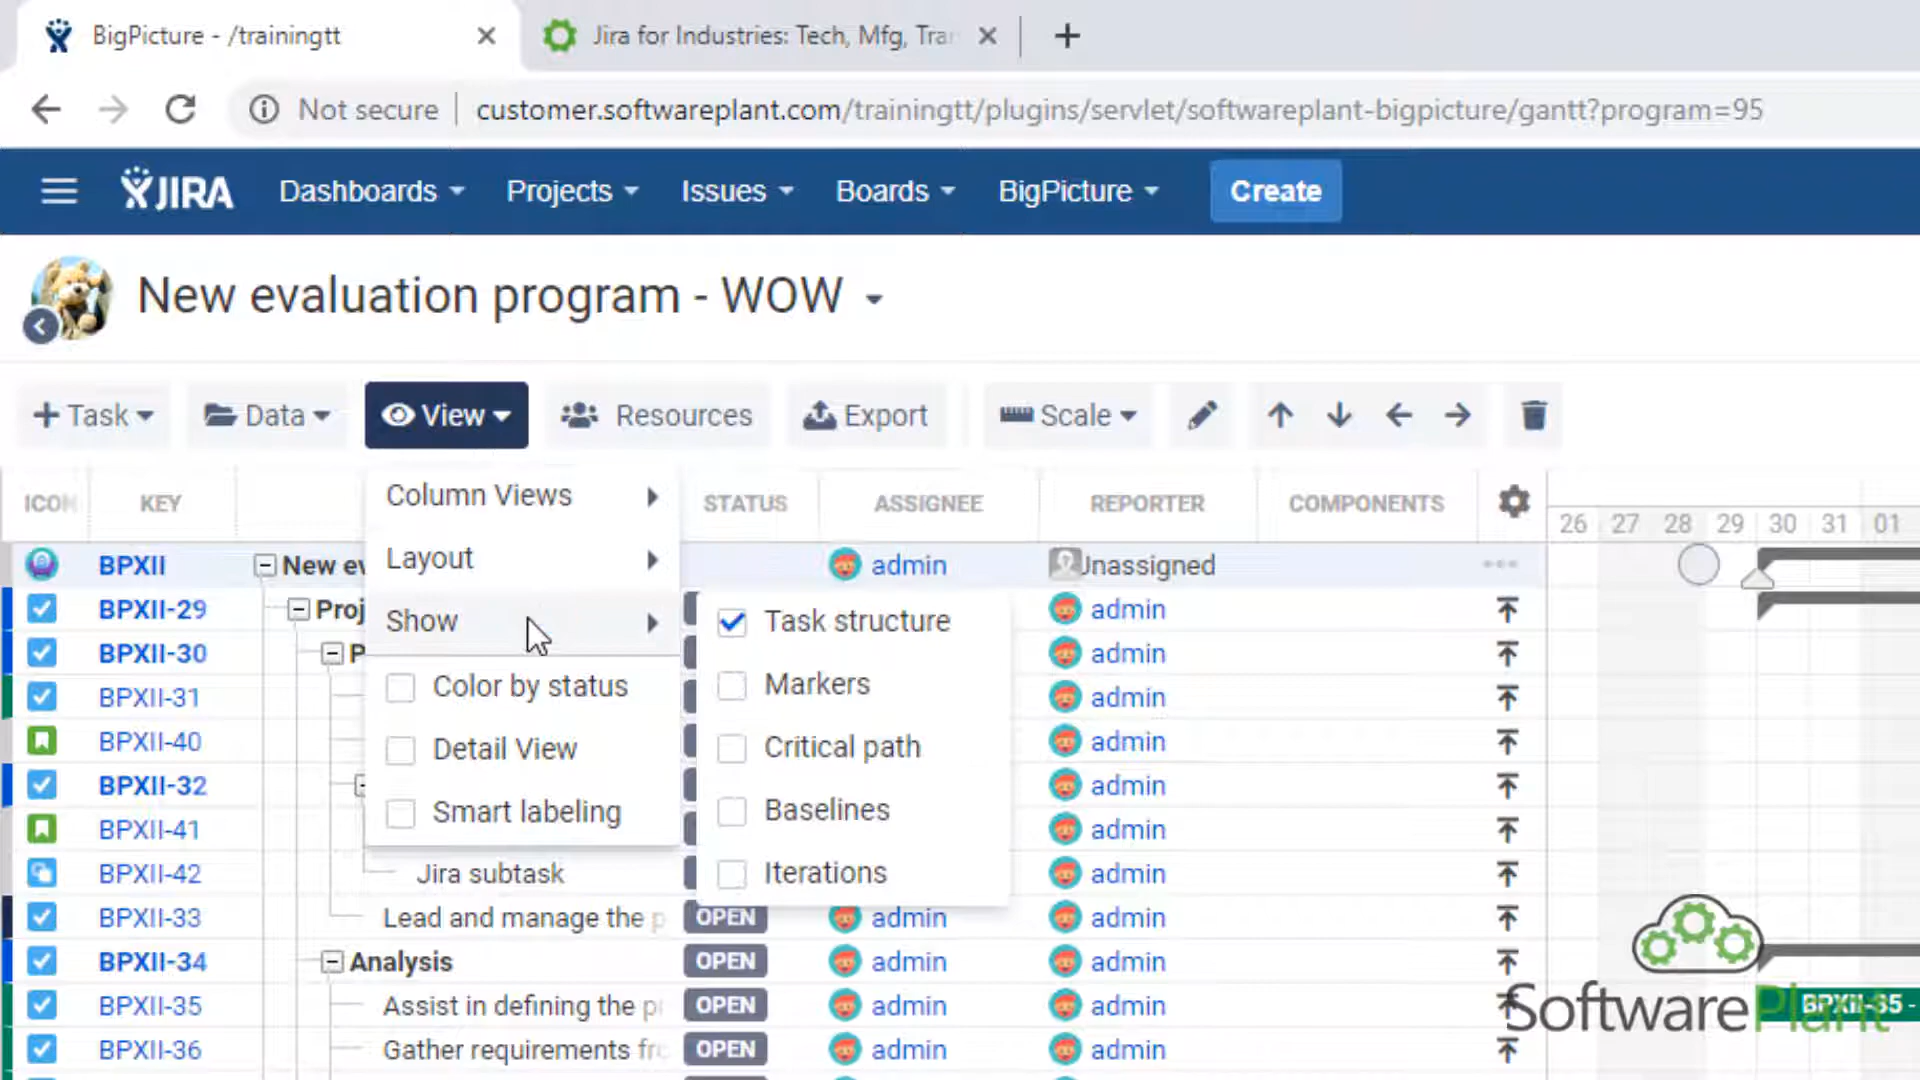 BigPicture - /trainingtt
Jira for Industries: Tech, Mfg, Trai
Not secure customer.softwareplant.com/trainingtt/plugins/servlet/softwareplant-bigpicture/gantt?program=95
JIRA Dashboards Projects Issues Boards BigPicture Create
New evaluation program - WOW
Task Data View Resources Export Scale
ICON KEY STATUS ASSIGNEE REPORTER COMPONENTS
26 27 28 29 30 31 01
Column Views
Layout
Show
Color by status
Detail View
Smart labeling
Task structure
Markers
Critical path
Baselines
Iterations
BPXII New ev admin Unassigned
BPXII-29 Proj admin
BPXII-30 P admin
BPXII-31 admin
BPXII-40 admin
BPXII-32 admin
BPXII-41 admin
BPXII-42 Jira subtask admin
BPXII-33 Lead and manage the p OPEN admin admin
BPXII-34 Analysis OPEN admin admin
BPXII-35 Assist in defining the p OPEN admin admin BPXII-35 -
BPXII-36 Gather requirements fr OPEN admin admin
SoftwarePlant